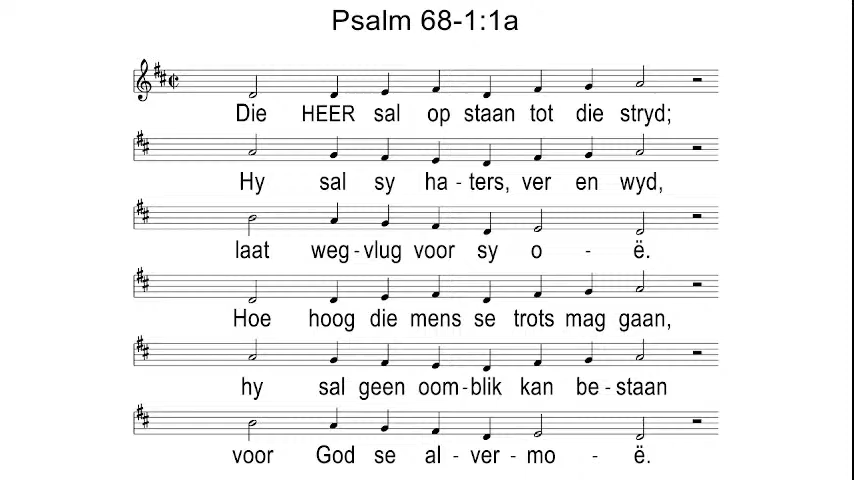 Psalm 68-1:1a
Die HEER sal op staan tot die stryd;
Hy sal sy ha - ters, ver en wyd,
laat weg - vlug voor sy o - ë.
Hoe hoog die mens se trots mag gaan,
hy sal geen oom - blik kan be - staan
voor God se al - ver - mo - ë.